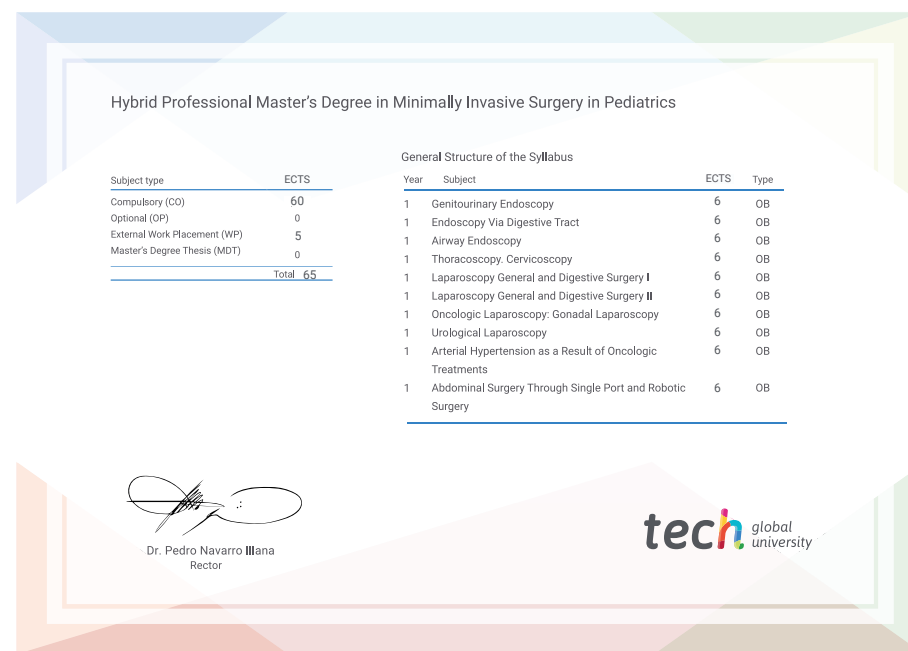 Hybrid Professional Master's Degree in Minimally Invasive Surgery in Pediatrics
Subject type ECTS
Compulsory (CO) 60
Optional (OP) 0
External Work Placement (WP) 5
Master's Degree Thesis (MDT) 0
Total 65
General Structure of the Syllabus
Year Subject ECTS Type
1 Genitourinary Endoscopy 6 OB
1 Endoscopy Via Digestive Tract 6 OB
1 Airway Endoscopy 6 OB
1 Thoracoscopy. Cervicoscopy 6 OB
1 Laparoscopy General and Digestive Surgery I 6 OB
1 Laparoscopy General and Digestive Surgery II 6 OB
1 Oncologic Laparoscopy: Gonadal Laparoscopy 6 OB
1 Urological Laparoscopy 6 OB
1 Arterial Hypertension as a Result of Oncologic 6 OB
Treatments
1 Abdominal Surgery Through Single Port and Robotic 6 OB
Surgery
Dr. Pedro Navarro Illana
Rector
tech global
university